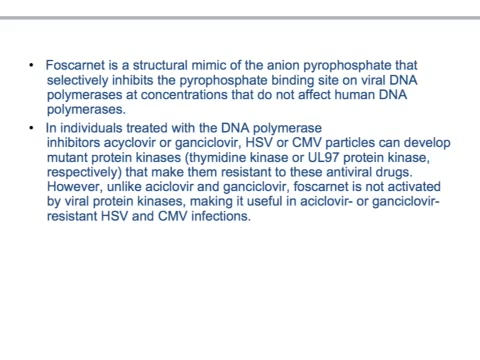 • Foscarnet is a structural mimic of the anion pyrophosphate that
selectively inhibits the pyrophosphate binding site on viral DNA
polymerases at concentrations that do not affect human DNA
polymerases.
• In individuals treated with the DNA polymerase
inhibitors acyclovir or ganciclovir, HSV or CMV particles can develop
mutant protein kinases (thymidine kinase or UL97 protein kinase,
respectively) that make them resistant to these antiviral drugs.
However, unlike aciclovir and ganciclovir, foscarnet is not activated
by viral protein kinases, making it useful in aciclovir- or ganciclovir-
resistant HSV and CMV infections.